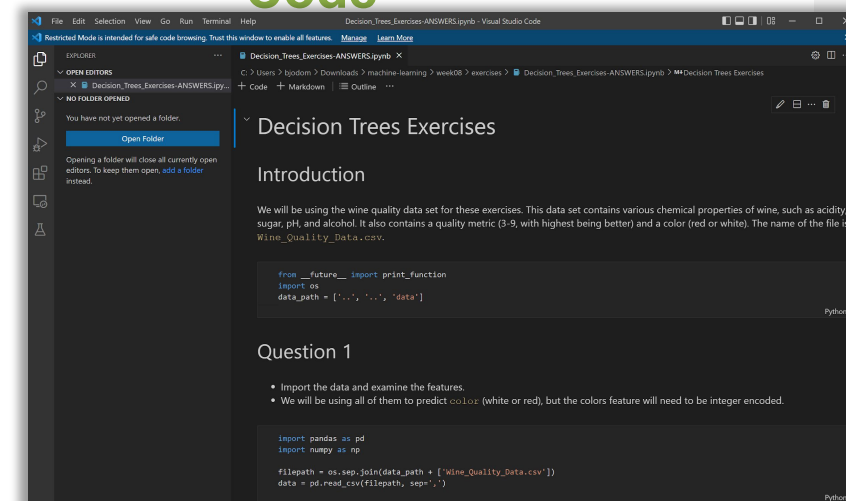 Code
File Edit Selection View Go Run Terminal Help
Decision_Trees_Exercises-ANSWERS.ipynb - Visual Studio Code
Restricted Mode is intended for safe code browsing. Trust this window to enable all features. Manage Learn More
EXPLORER
OPEN EDITORS
Decision_Trees_Exercises-ANSWERS.ipy...
NO FOLDER OPENED
You have not yet opened a folder.
Open Folder
Opening a folder will close all currently open
editors. To keep them open, add a folder
instead.
Decision_Trees_Exercises-ANSWERS.ipynb
C: > Users > bjodom > Downloads > machine-learning > week08 > exercises > Decision_Trees_Exercises-ANSWERS.ipynb > M↓Decision Trees Exercises
+ Code + Markdown | Outline ...
Decision Trees Exercises
Introduction
We will be using the wine quality data set for these exercises. This data set contains various chemical properties of wine, such as acidity,
sugar, pH, and alcohol. It also contains a quality metric (3-9, with highest being better) and a color (red or white). The name of the file is
Wine_Quality_Data.csv.
from __future__ import print_function
import os
data_path = ['..', '..', 'data']
Python
Question 1
• Import the data and examine the features.
• We will be using all of them to predict color (white or red), but the colors feature will need to be integer encoded.
import pandas as pd
import numpy as np
filepath = os.sep.join(data_path + ['Wine_Quality_Data.csv'])
data = pd.read_csv(filepath, sep=',')
Python